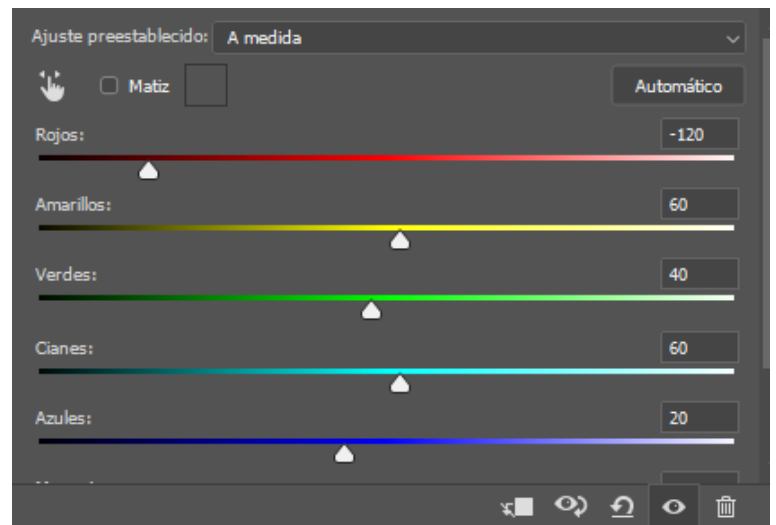 Ajuste preestablecido: A medida
Matiz Automático
Rojos: -120
Amarillos: 60
Verdes: 40
Cianes: 60
Azules: 20